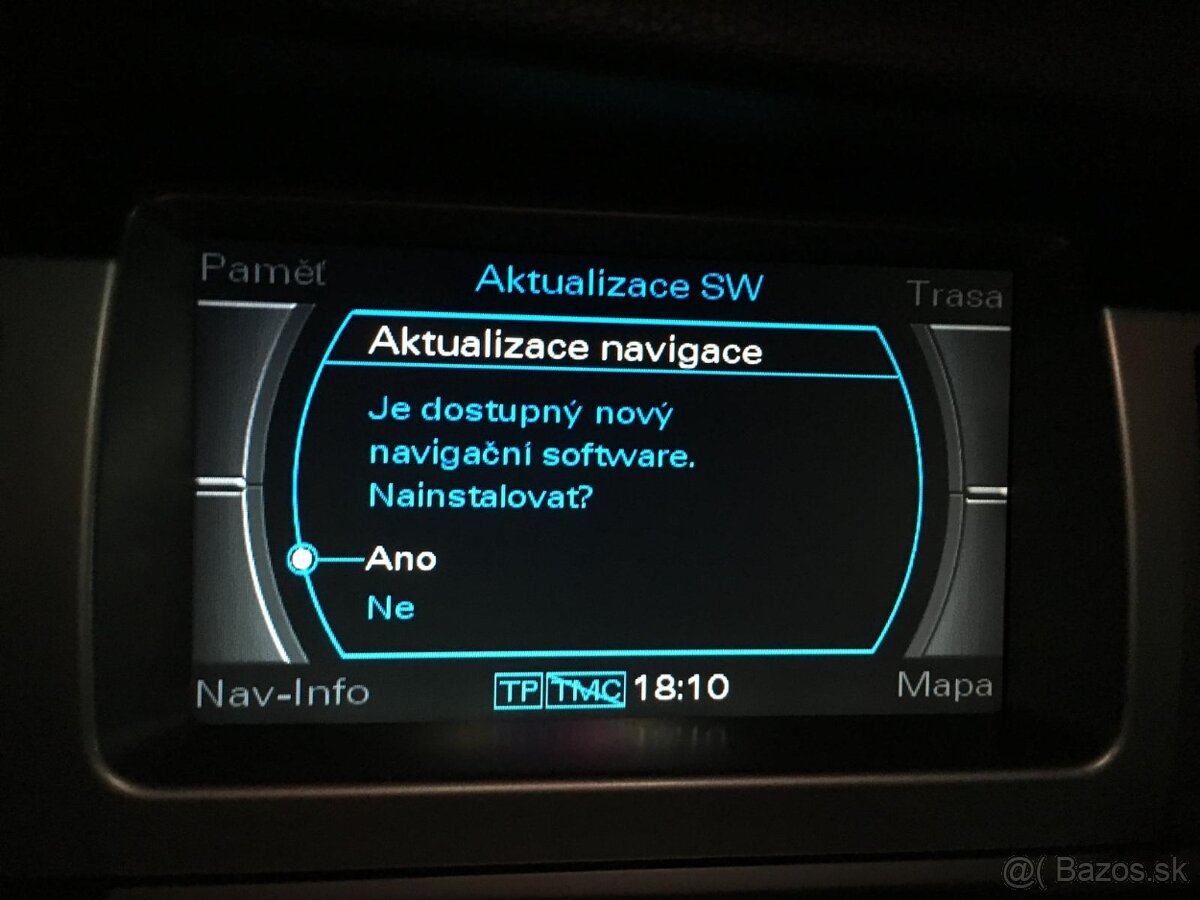 Paměť
Aktualizace SW
Trasa
Aktualizace navigace
Je dostupný nový
navigační software.
Nainstalovat?
Ano
Ne
Nav-Info
TP TMC 18:10
Mapa
@( Bazos.sk